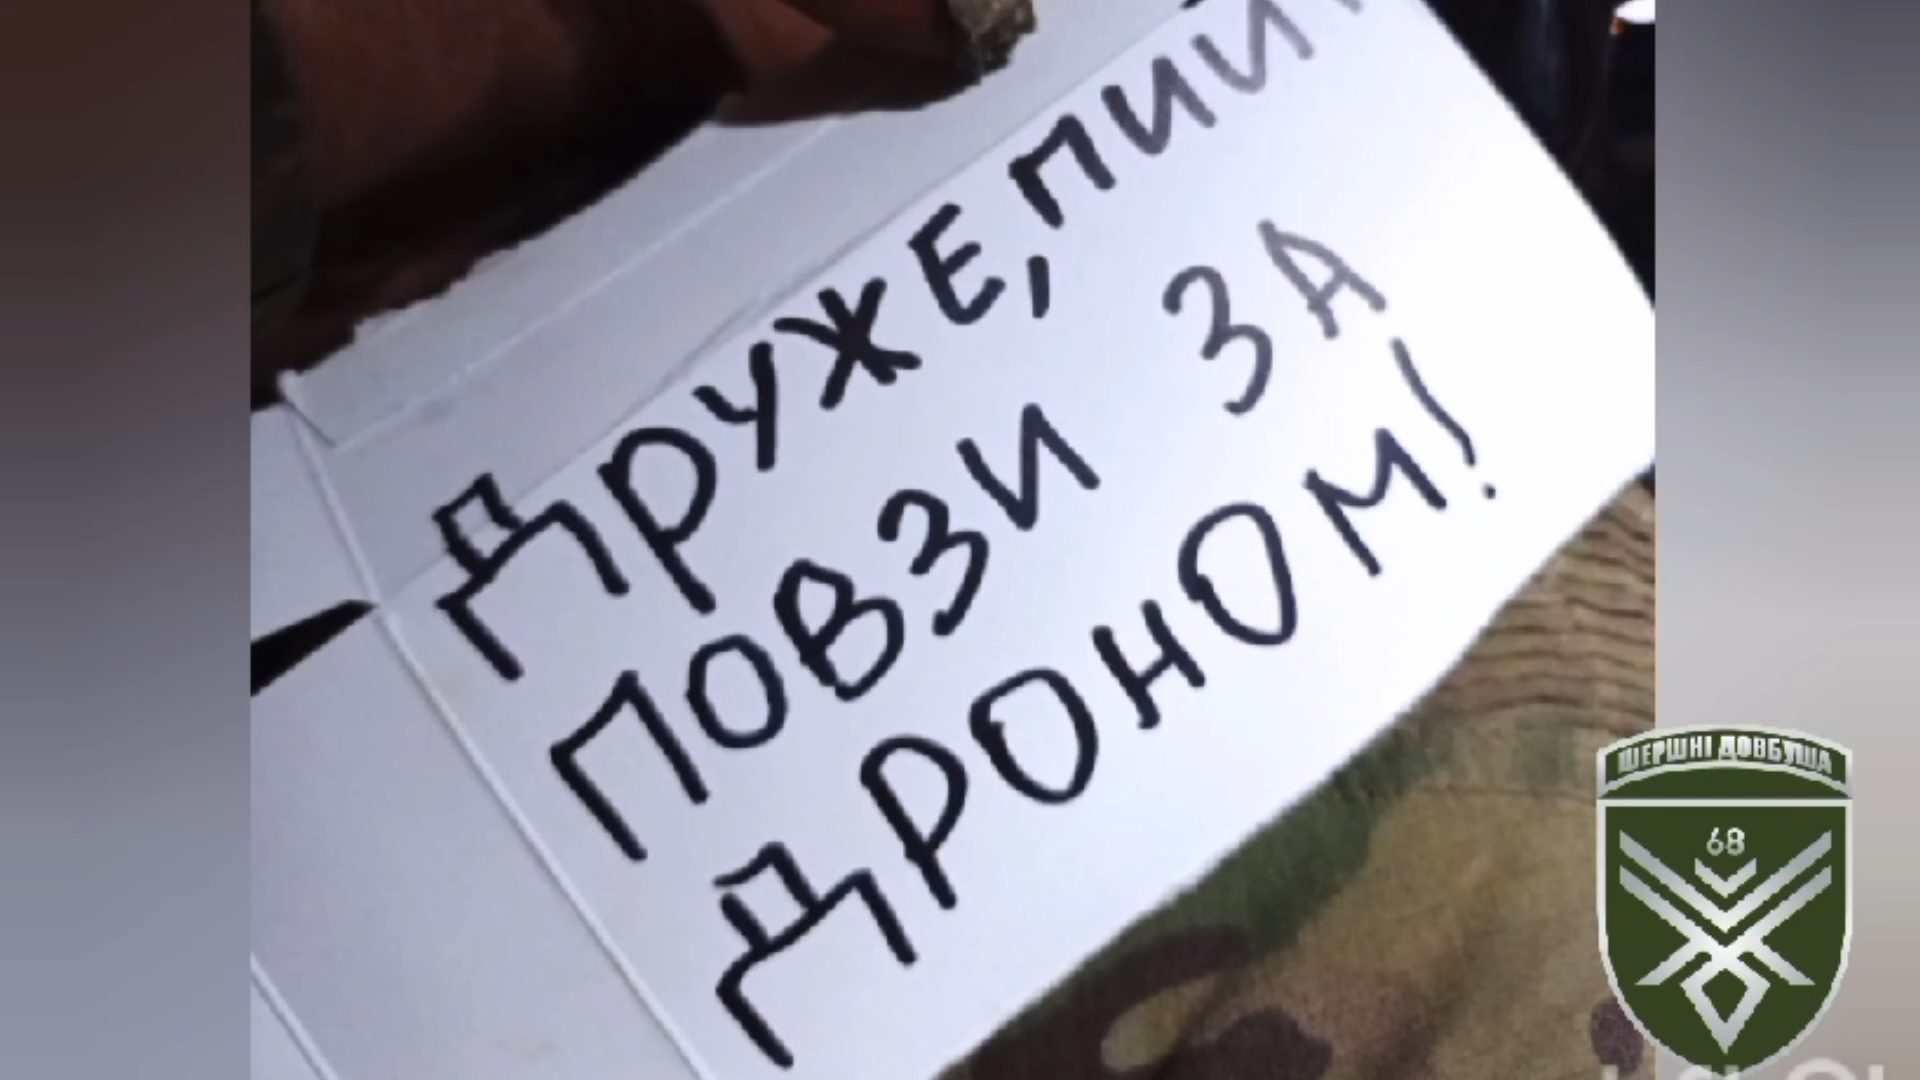 ДРУЖЕ,
ПОВЗИ ЗА
ДРОНОМ!
ШЕРШНІ ДОВБУША
68